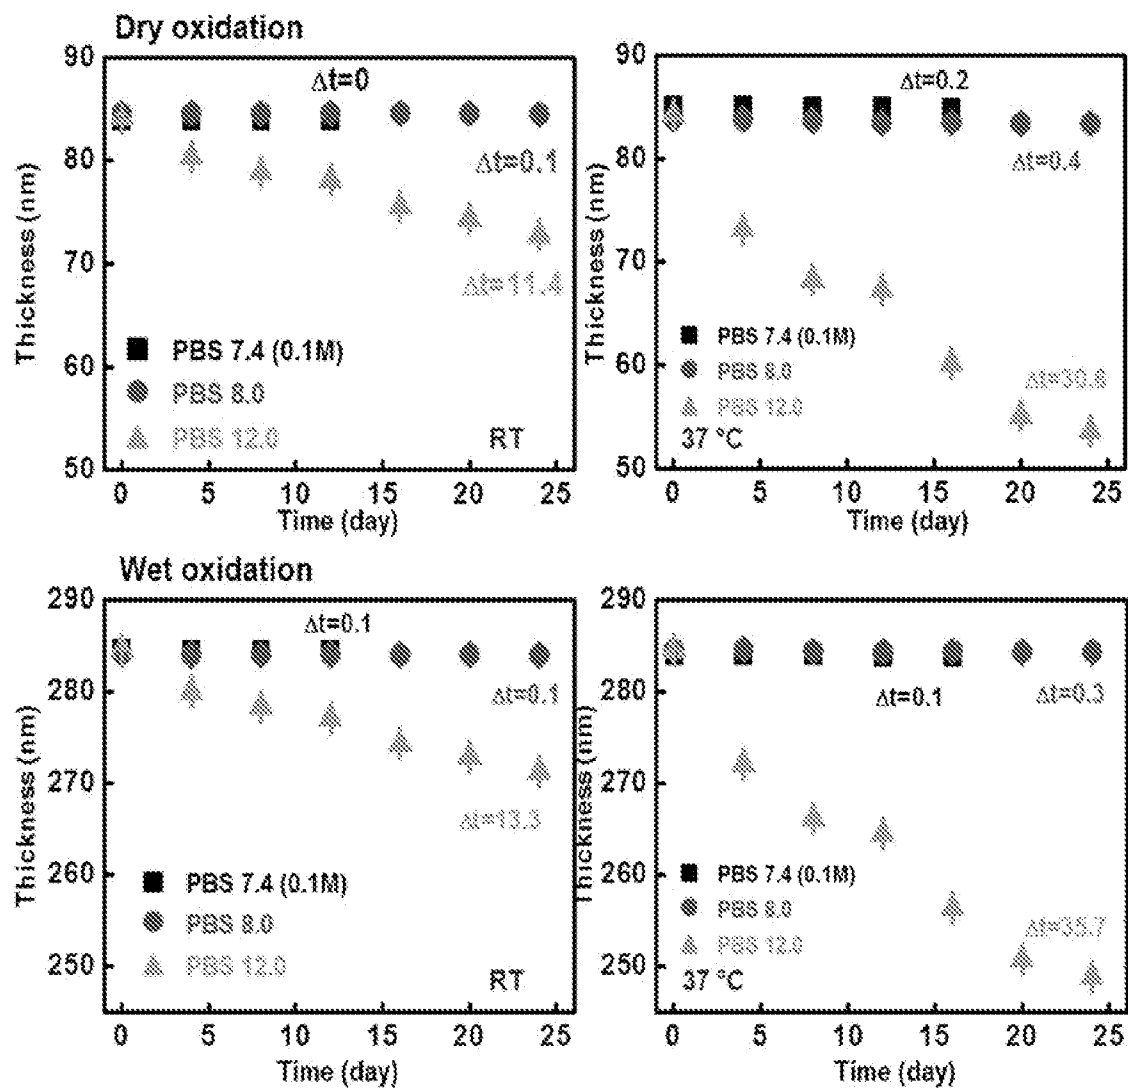 Dry oxidation
Thickness (nm)
90
80
70
60
50
Δt=0
Δt=0.1
Δt=11.4
PBS 7.4 (0.1M)
PBS 8.0
PBS 12.0
RT
0 5 10 15 20 25
Time (day)
Thickness (nm)
90
80
70
60
50
Δt=0.2
Δt=0.4
PBS 7.4 (0.1M)
PBS 8.0
PBS 12.0
Δt=30.6
37 °C
0 5 10 15 20 25
Time (day)
Wet oxidation
Thickness (nm)
290
280
270
260
250
Δt=0.1
Δt=0.1
Δt=13.3
PBS 7.4 (0.1M)
PBS 8.0
PBS 12.0
RT
0 5 10 15 20 25
Time (day)
Thickness (nm)
290
280
270
260
250
Δt=0.1
Δt=0.3
PBS 7.4 (0.1M)
PBS 8.0
PBS 12.0
Δt=35.7
37 °C
0 5 10 15 20 25
Time (day)